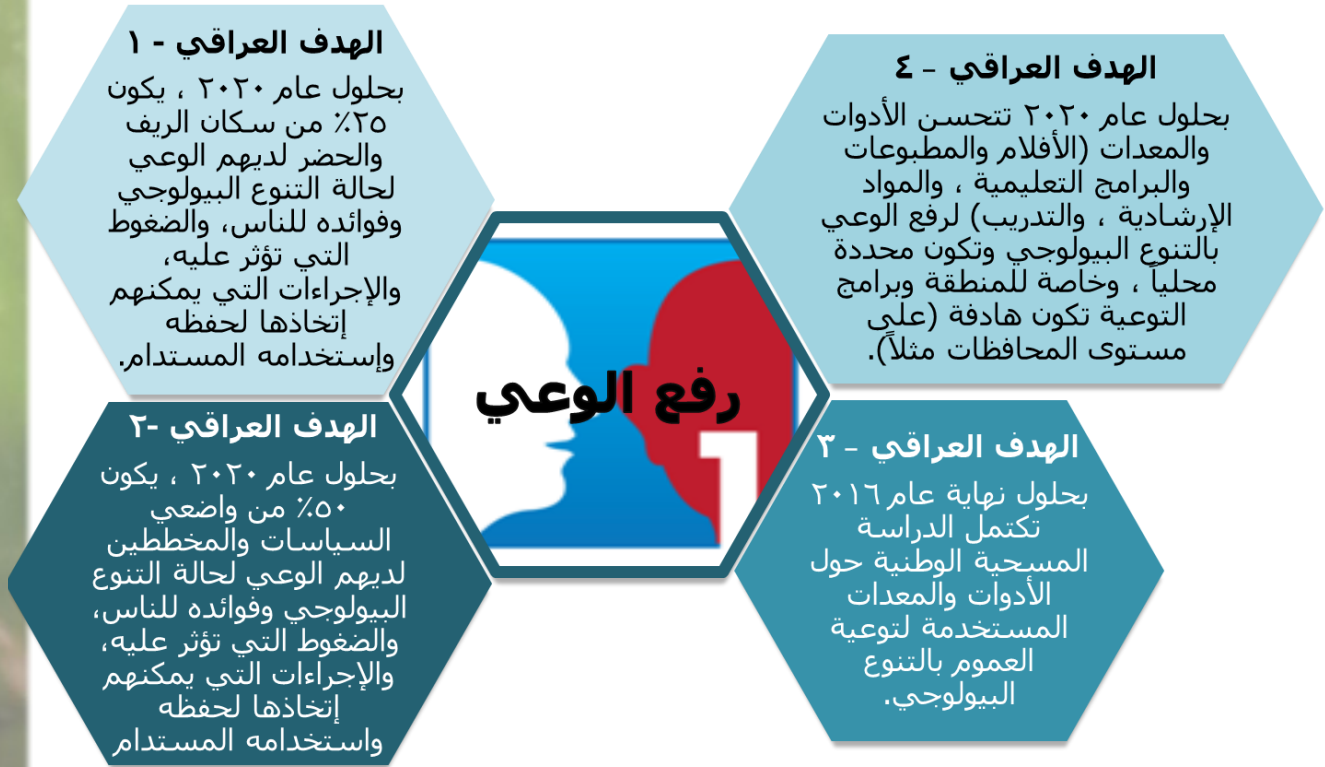 الهدف العراقي - ١
بحلول عام ٢٠٢٠ ، يكون
٢٥٪ من سكان الريف
والحضر لديهم الوعي
لحالة التنوع البيولوجي
وفوائده للناس، والضغوط
التي تؤثر عليه،
والإجراءات التي يمكنهم
إتخاذها لحفظه
وإستخدامه المستدام.
الهدف العراقي -٢
بحلول عام ٢٠٢٠ ، يكون
٥٠٪ من واضعي
السياسات والمخططين
لديهم الوعي لحالة التنوع
البيولوجي وفوائده للناس،
والضغوط التي تؤثر عليه،
والإجراءات التي يمكنهم
إتخاذها لحفظه
واستخدامه المستدام
رفع الوعي
1
الهدف العراقي – ٣
بحلول نهاية عام ٢٠١٦
تكتمل الدراسة
المسحية الوطنية حول
الأدوات والمعدات
المستخدمة لتوعية
العموم بالتنوع
البيولوجي.
الهدف العراقي – ٤
بحلول عام ٢٠٢٠ تتحسن الأدوات
والمعدات (الأفلام والمطبوعات
والبرامج التعليمية ، والمواد
الإرشادية ، والتدريب) لرفع الوعي
بالتنوع البيولوجي وتكون محددة
محلياً ، وخاصة للمنطقة وبرامج
التوعية تكون هادفة (على
مستوى المحافظات مثلاً).